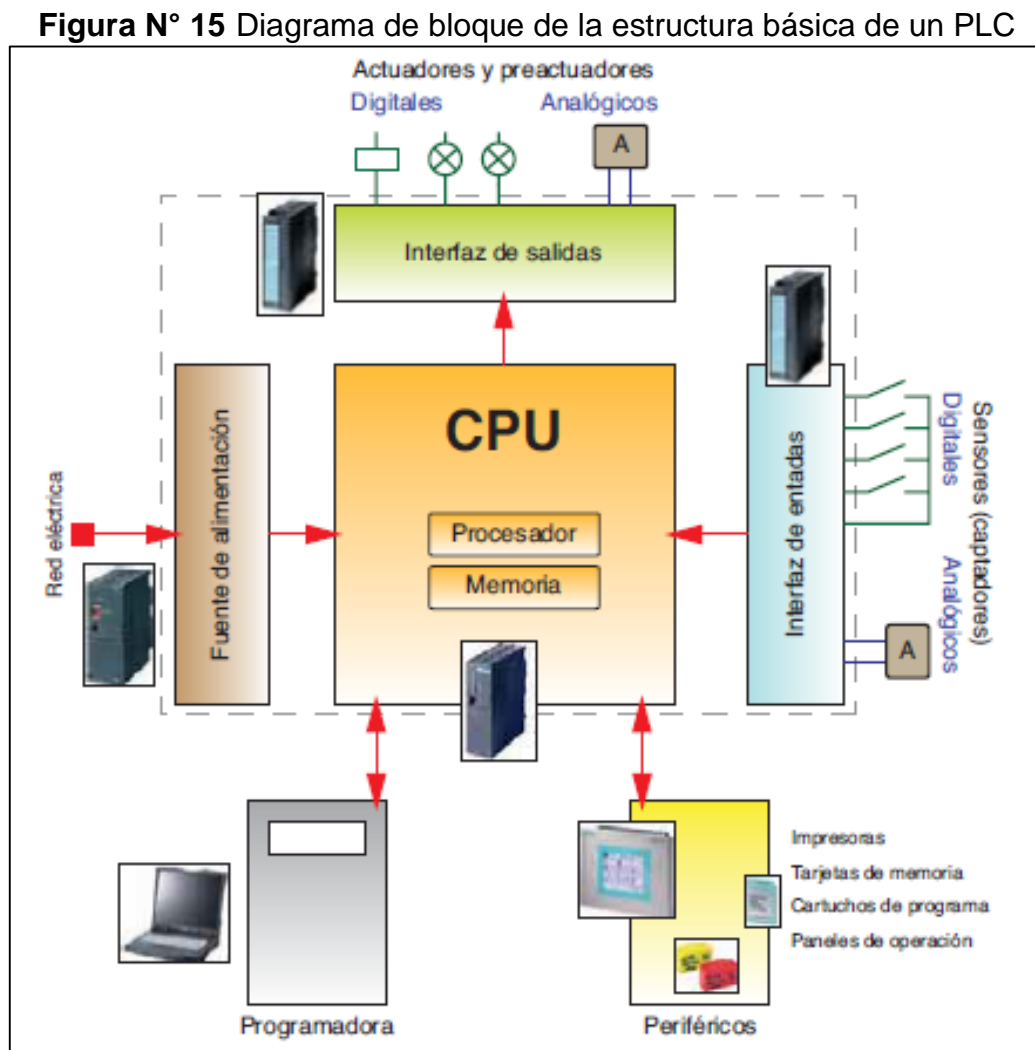 Figura N° 15 Diagrama de bloque de la estructura básica de un PLC
Actuadores y preactuadores
Digitales
Analógicos
A
Interfaz de salidas
CPU
Procesador
Memoria
Red eléctrica
Fuente de alimentación
Interfaz de entadas
Digitales
Analógicos
Sensores (captadores)
A
Programadora
Periféricos
Impresoras
Tarjetas de memoria
Cartuchos de programa
Paneles de operación